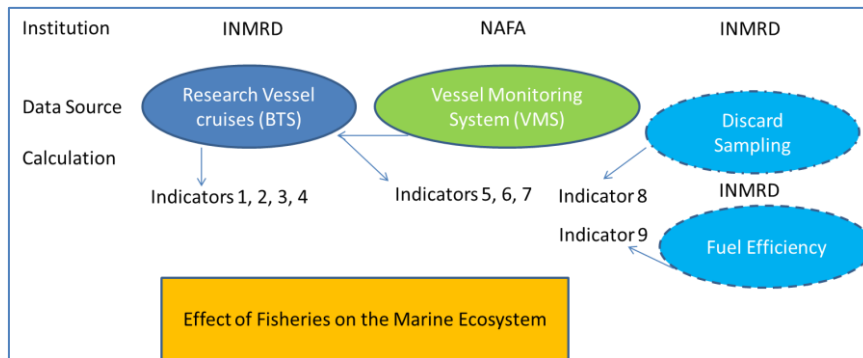 Institution
INMRD
NAFA
INMRD
Data Source
Research Vessel
cruises (BTS)
Vessel Monitoring
System (VMS)
Discard
Sampling
Calculation
Indicators 1, 2, 3, 4
Indicators 5, 6, 7
Indicator 8
INMRD
Indicator 9
Fuel Efficiency
Effect of Fisheries on the Marine Ecosystem